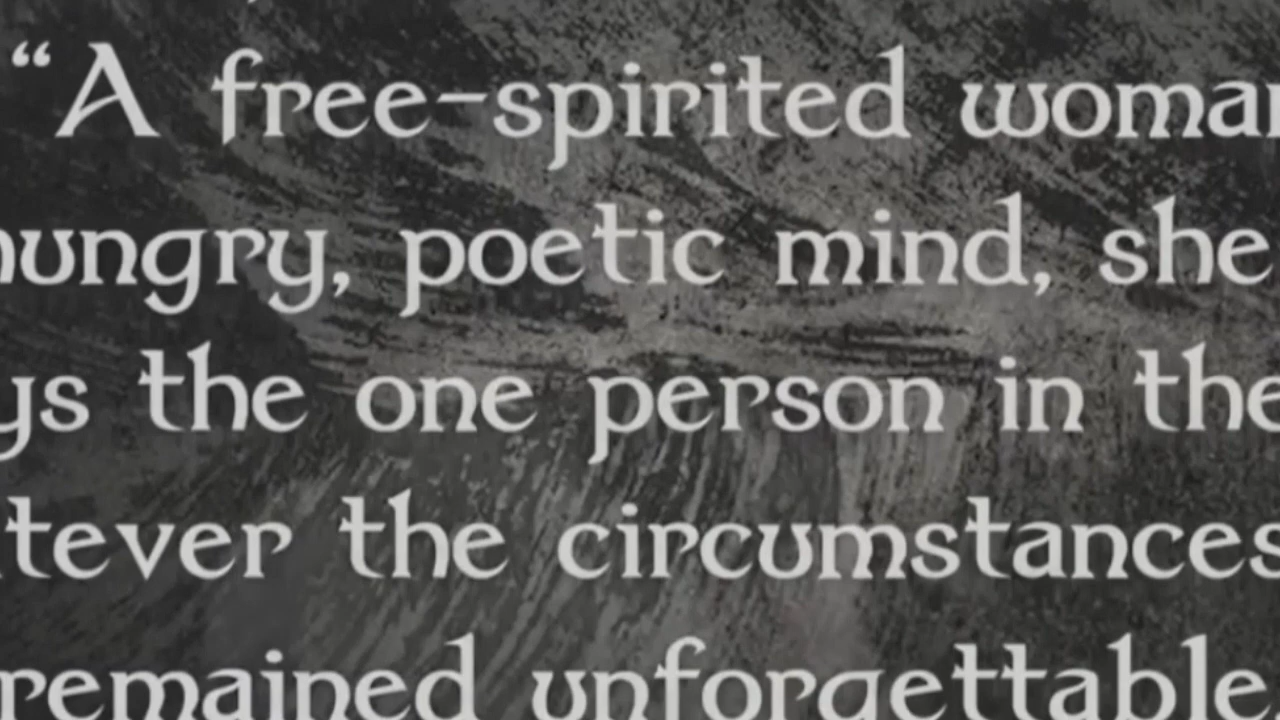 “A free-spirited woman
hungry, poetic mind, she
ys the one person in the
tever the circumstances
remained unforgettable